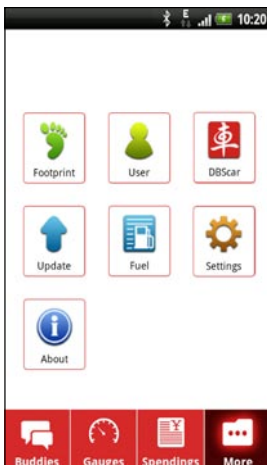 E 10:20
Footprint User DBScar
車
Update Fuel Settings
i
About
¥
Buddies Gauges Spendings More